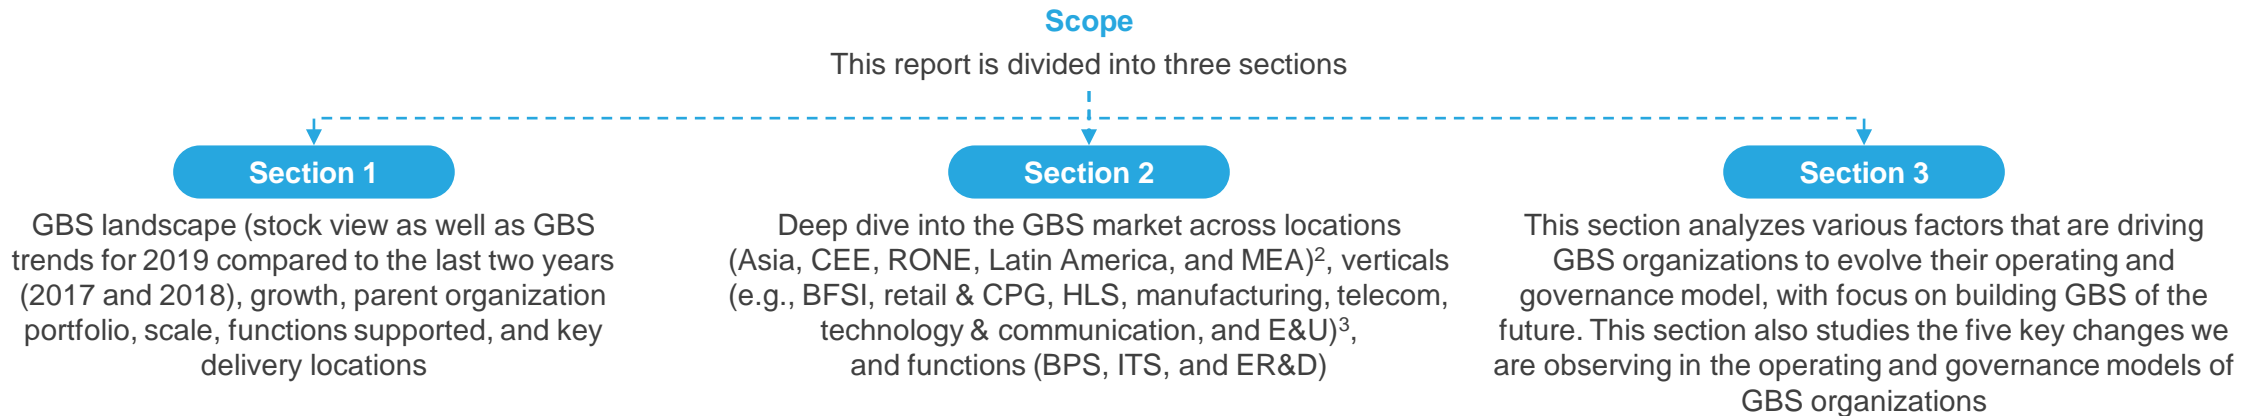 Scope
This report is divided into three sections
Section 1
GBS landscape (stock view as well as GBS
trends for 2019 compared to the last two years
(2017 and 2018), growth, parent organization
portfolio, scale, functions supported, and key
delivery locations
Section 2
Deep dive into the GBS market across locations
(Asia, CEE, RONE, Latin America, and MEA)², verticals
(e.g., BFSI, retail & CPG, HLS, manufacturing, telecom,
technology & communication, and E&U)³,
and functions (BPS, ITS, and ER&D)
Section 3
This section analyzes various factors that are driving
GBS organizations to evolve their operating and
governance model, with focus on building GBS of the
future. This section also studies the five key changes we
are observing in the operating and governance models of
GBS organizations